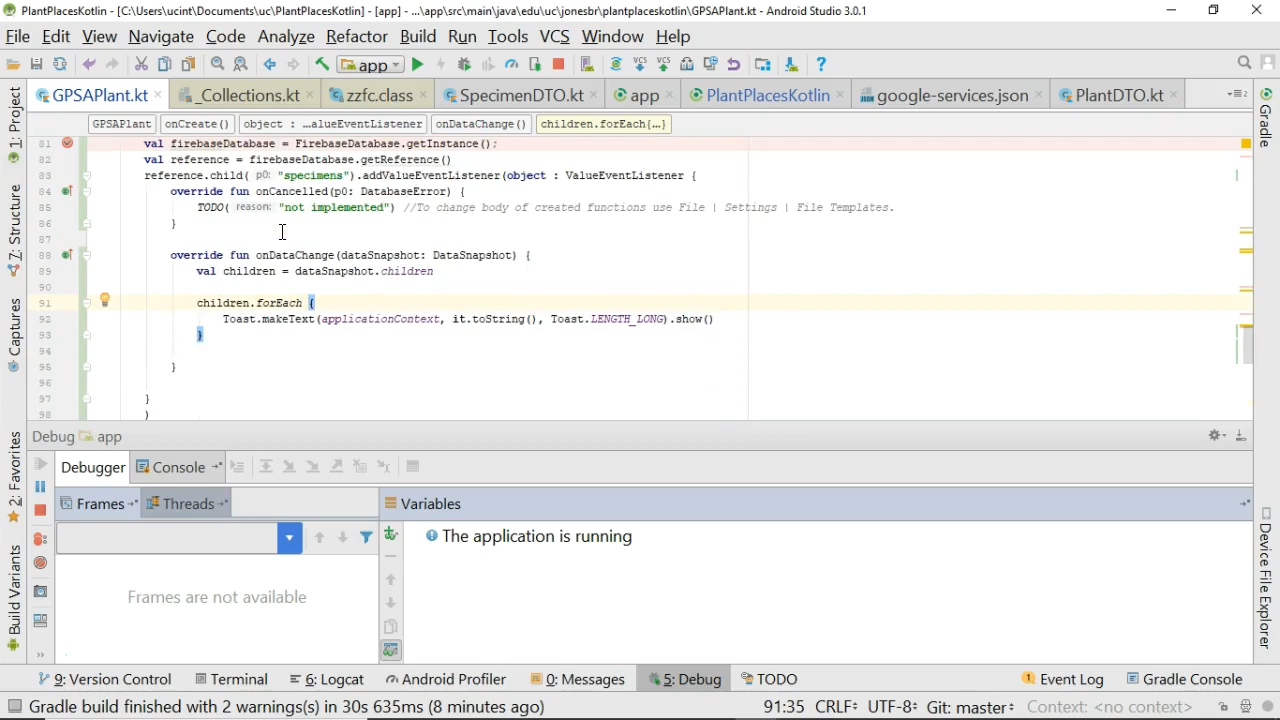 PlantPlacesKotlin - [C:\Users\ucint\Documents\uc\PlantPlacesKotlin] - [app] - ...\app\src\main\java\edu\uc\jonesbr\plantplaceskotlin\GPSAPlant.kt - Android Studio 3.0.1
File Edit View Navigate Code Analyze Refactor Build Run Tools VCS Window Help
app
GPSAPlant.kt _Collections.kt zzfc.class SpecimenDTO.kt app PlantPlacesKotlin google-services.json PlantDTO.kt
GPSAPlant onCreate() object : ...alueEventListener onDataChange() children.forEach{...}
81 val firebaseDatabase = FirebaseDatabase.getInstance();
82 val reference = firebaseDatabase.getReference()
83 reference.child( p0: "specimens").addValueEventListener(object : ValueEventListener {
84 override fun onCancelled(p0: DatabaseError) {
85 TODO( reason: "not implemented") //To change body of created functions use File | Settings | File Templates.
86 }
87
88 override fun onDataChange(dataSnapshot: DataSnapshot) {
89 val children = dataSnapshot.children
90
91 children.forEach {
92 Toast.makeText(applicationContext, it.toString(), Toast.LENGTH_LONG).show()
93 }
94
95 }
96
97 }
98 )
Debug app
Debugger Console
Frames Threads Variables
The application is running
Frames are not available
1: Project
7: Structure
Captures
2: Favorites
Build Variants
Gradle
Device File Explorer
9: Version Control Terminal 6: Logcat Android Profiler 0: Messages 5: Debug TODO 1 Event Log Gradle Console
Gradle build finished with 2 warnings(s) in 30s 635ms (8 minutes ago) 91:35 CRLF UTF-8 Git: master Context: <no context>